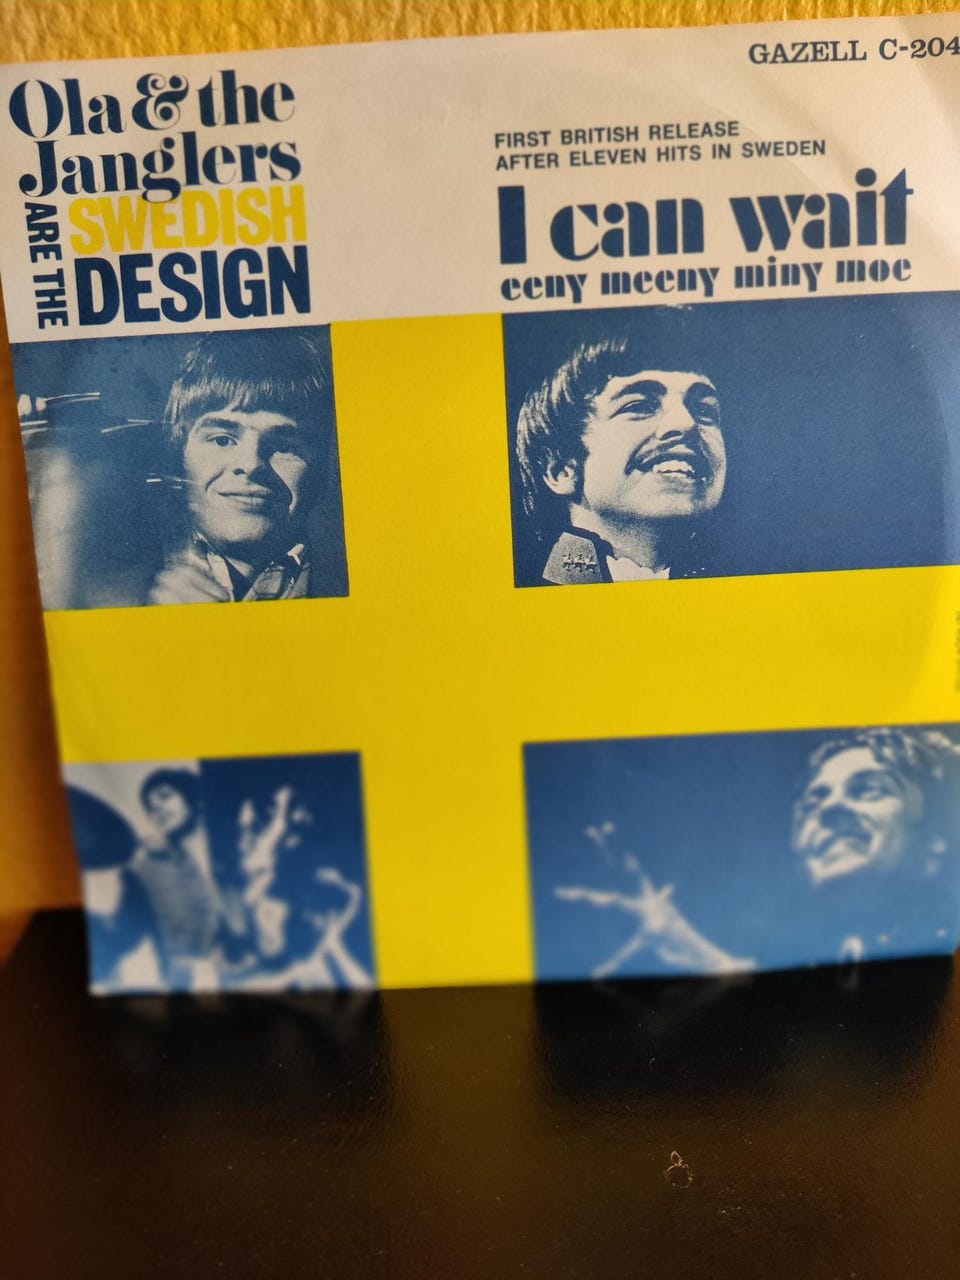 GAZELL C-204
Ola & the
Janglers
ARE THE
SWEDISH
DESIGN
FIRST BRITISH RELEASE
AFTER ELEVEN HITS IN SWEDEN
I can wait
eeny meeny miny moe